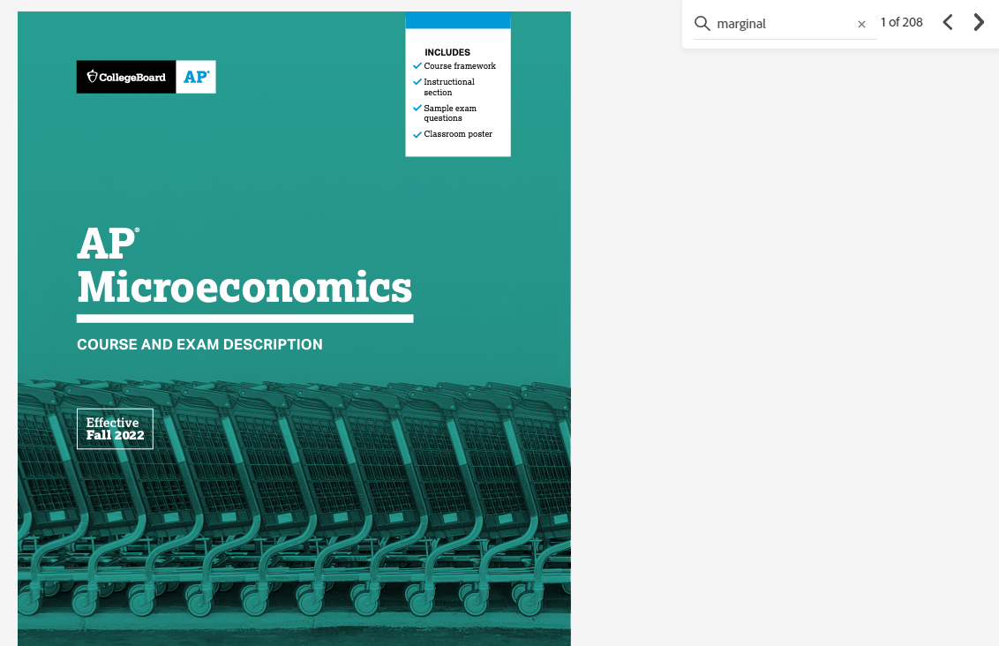 marginal
1 of 208
CollegeBoard
AP®
INCLUDES
Course framework
Instructional
section
Sample exam
questions
Classroom poster
AP®
Microeconomics
COURSE AND EXAM DESCRIPTION
Effective
Fall 2022